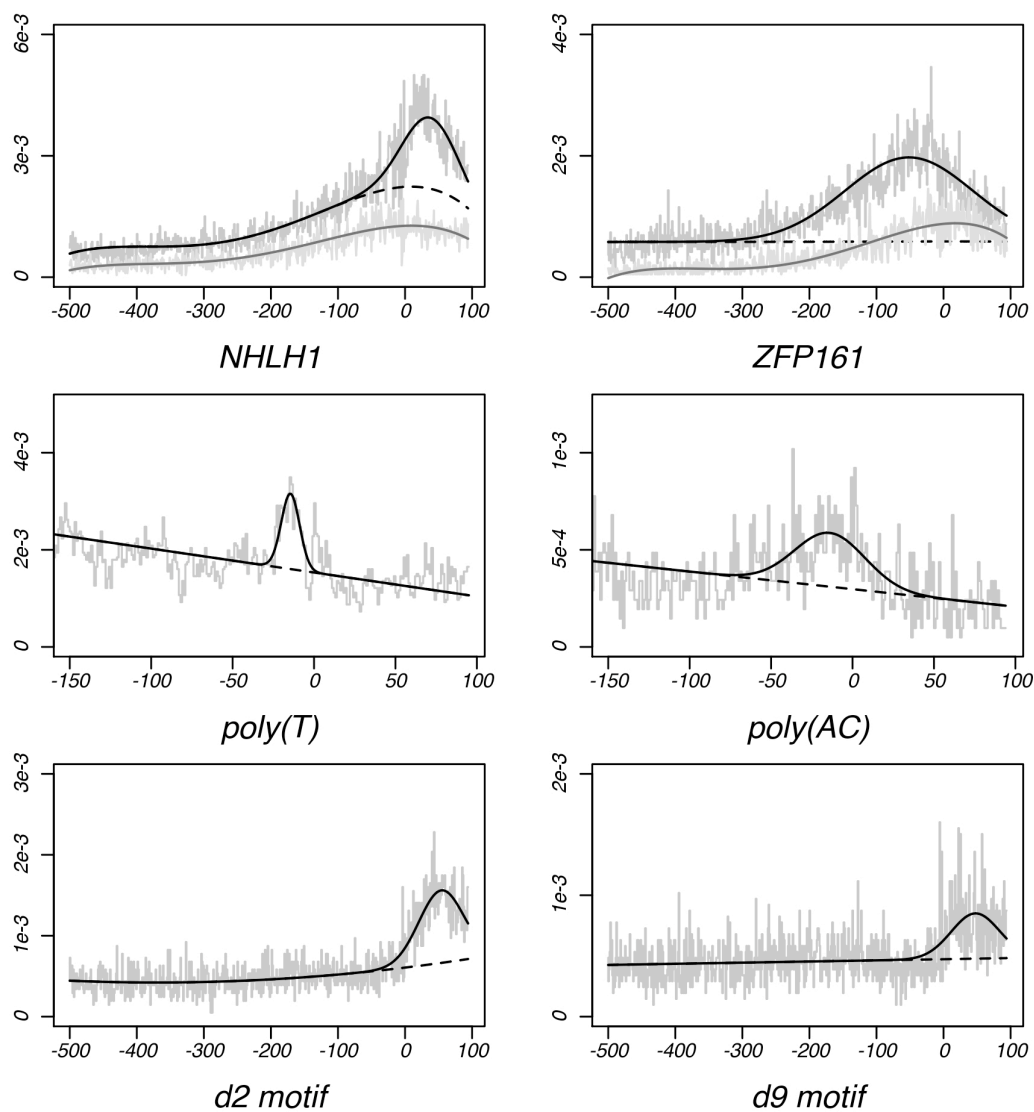 6e-3 4e-3
3e-3 2e-3
0 0
-500 -400 -300 -200 -100 0 100 -500 -400 -300 -200 -100 0 100
NHLH1 ZFP161
4e-3 1e-3
2e-3 5e-4
0 0
-150 -100 -50 0 50 100 -150 -100 -50 0 50 100
poly(T) poly(AC)
3e-3 2e-3
2e-3
1e-3 1e-3
0 0
-500 -400 -300 -200 -100 0 100 -500 -400 -300 -200 -100 0 100
d2 motif d9 motif